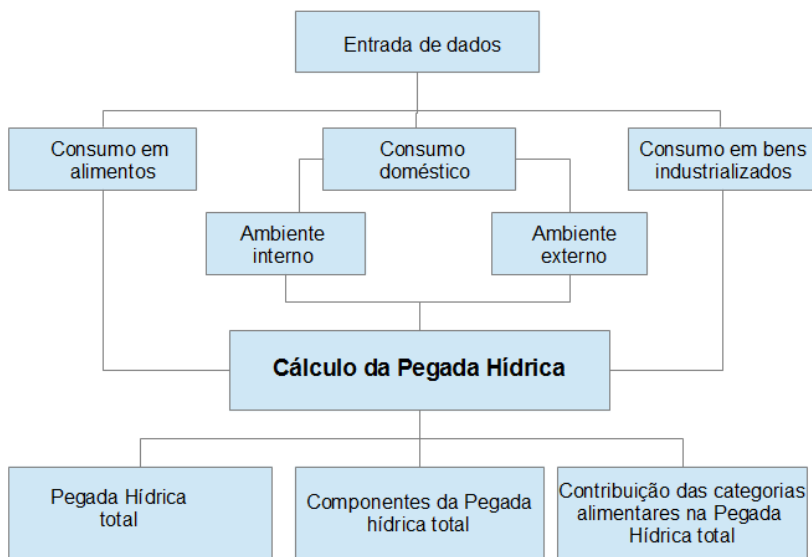 Entrada de dados
Consumo em
alimentos
Consumo
doméstico
Consumo em bens
industrializados
Ambiente
interno
Ambiente
externo
Cálculo da Pegada Hídrica
Pegada Hídrica
total
Componentes da Pegada
hídrica total
Contribuição das categorias
alimentares na Pegada
Hídrica total